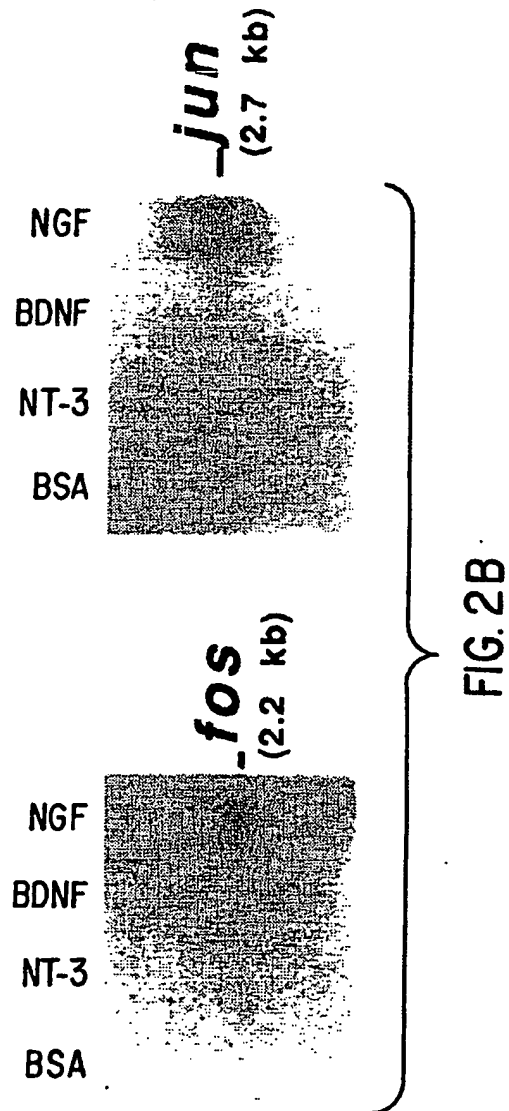 BSA
NT-3
BDNF
NGF
fos
(2.2 kb)
BSA
NT-3
BDNF
NGF
jun
(2.7 kb)
FIG. 2B